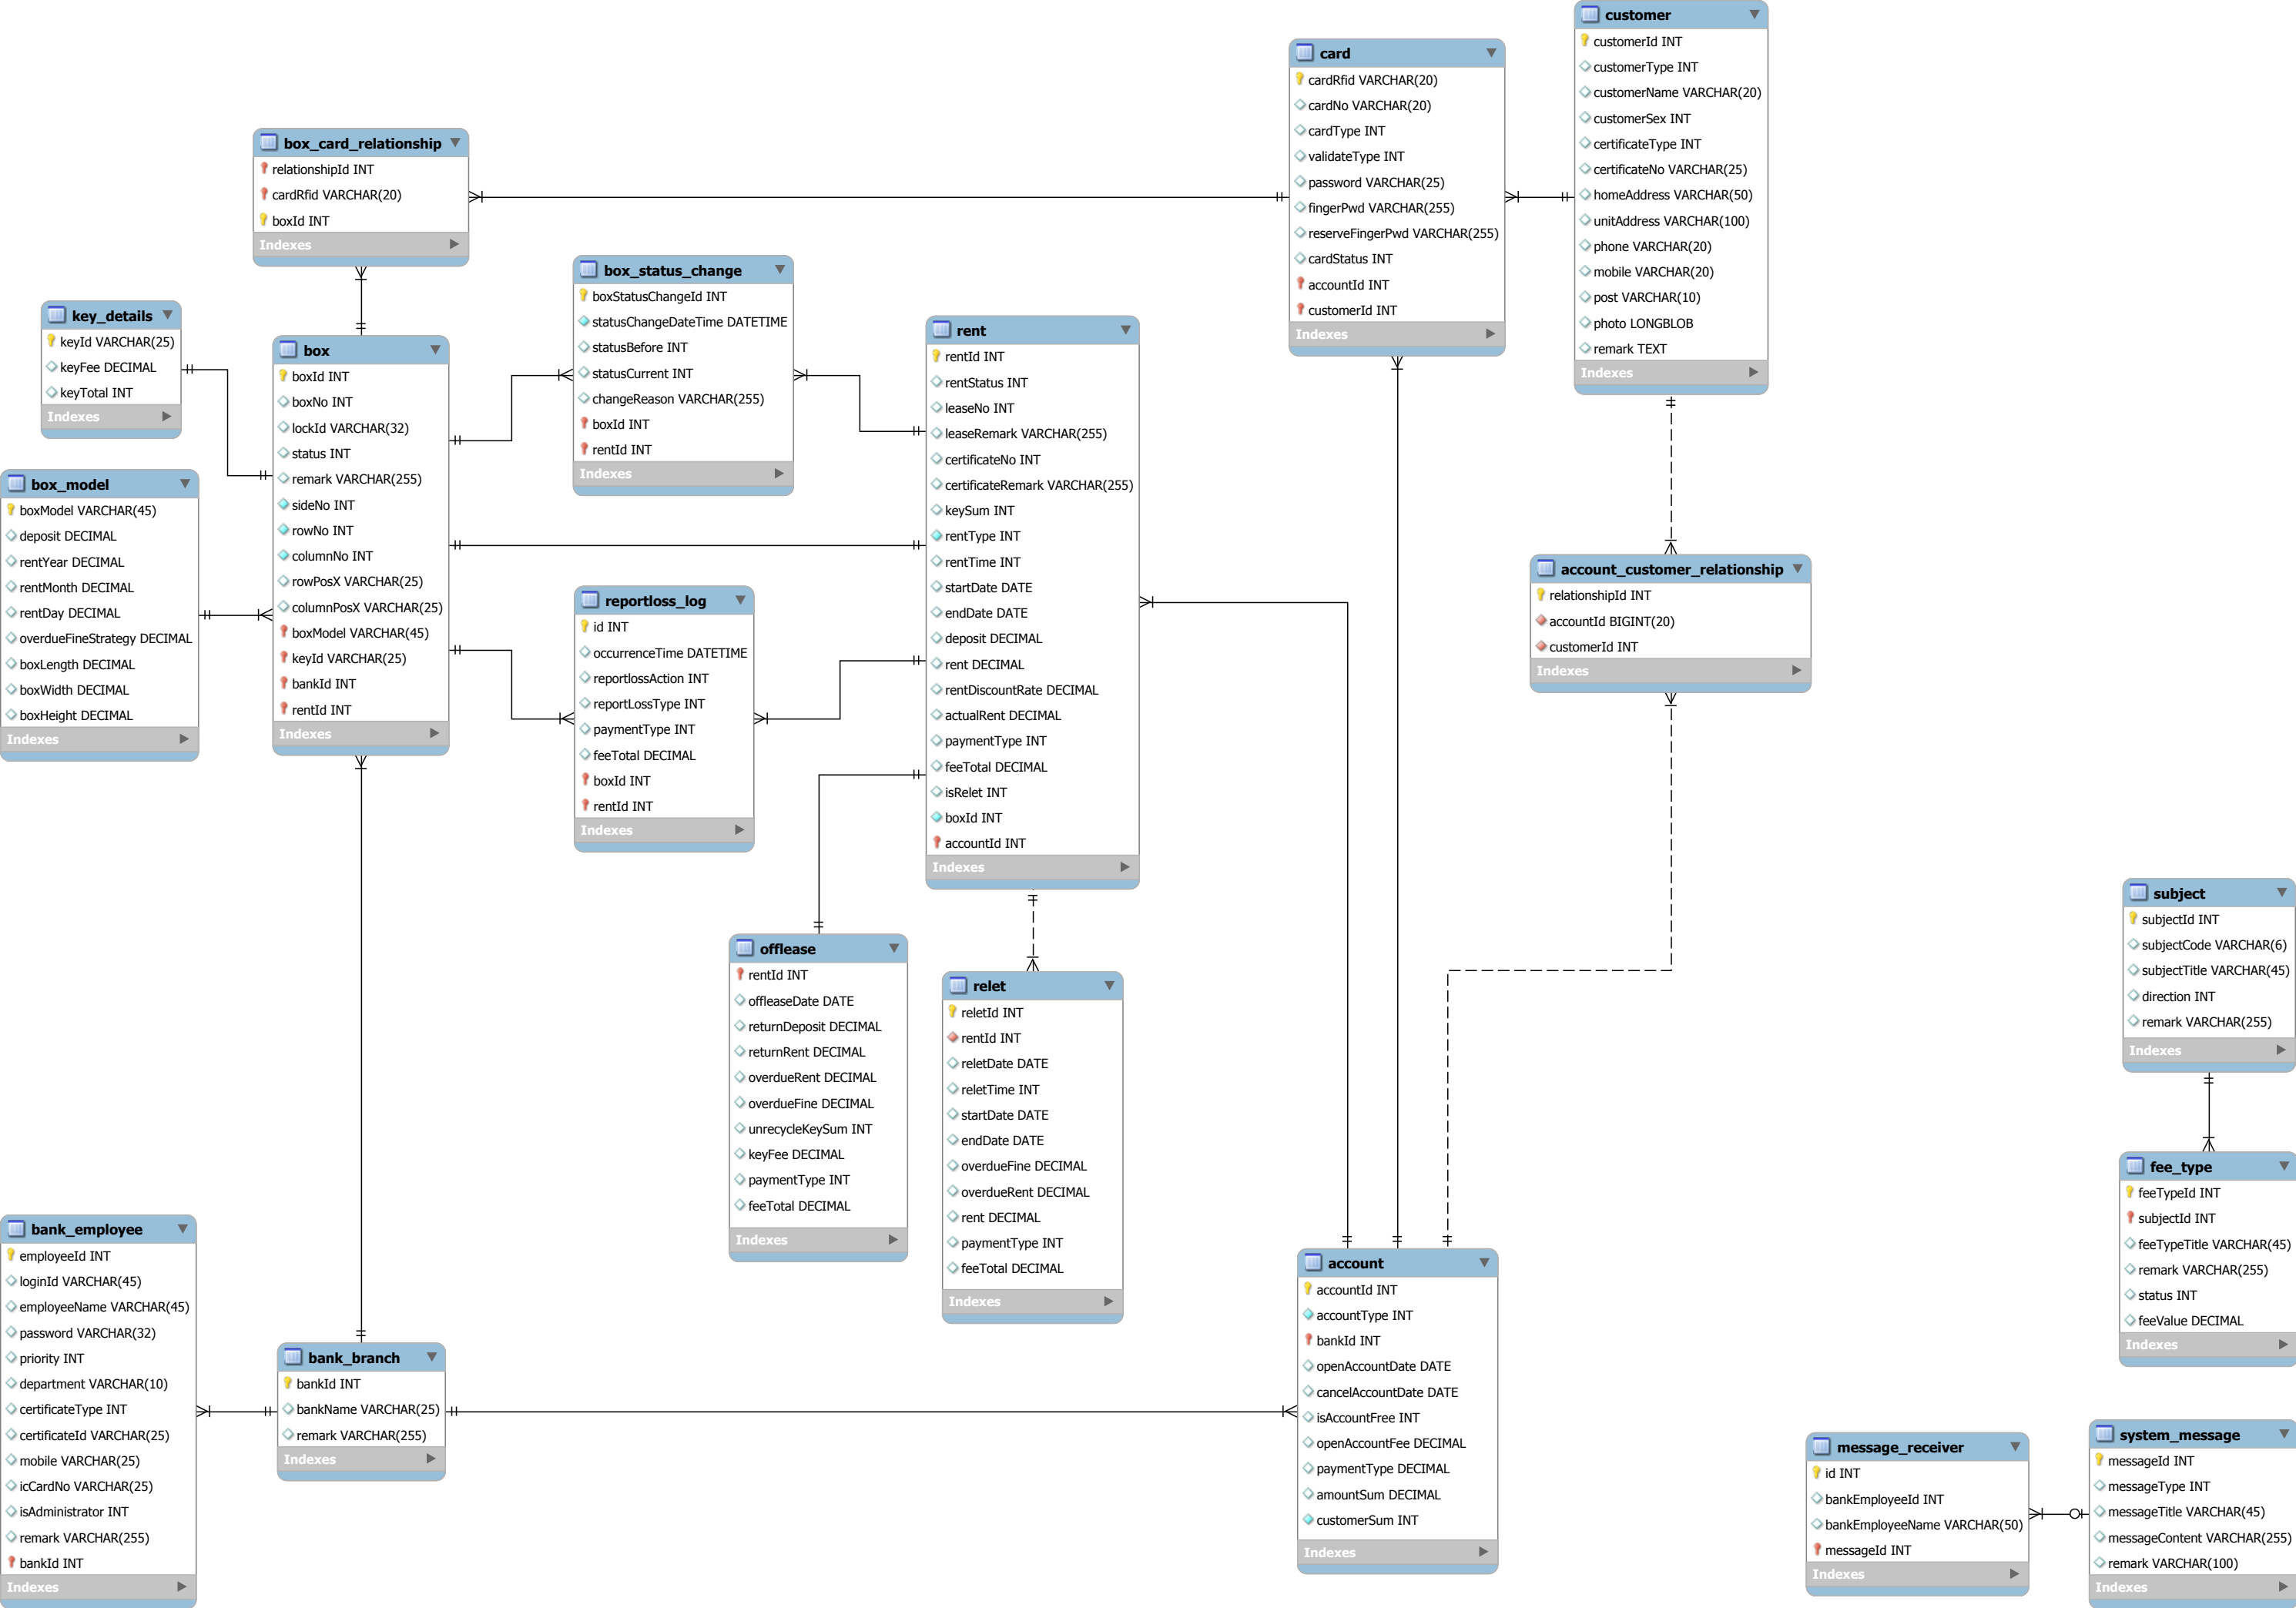 customer
customerId INT
customerType INT
customerName VARCHAR(20)
customerSex INT
certificateType INT
certificateNo VARCHAR(25)
homeAddress VARCHAR(50)
unitAddress VARCHAR(100)
phone VARCHAR(20)
mobile VARCHAR(20)
post VARCHAR(10)
photo LONGBLOB
remark TEXT
Indexes
card
cardRfid VARCHAR(20)
cardNo VARCHAR(20)
cardType INT
validateType INT
password VARCHAR(25)
fingerPwd VARCHAR(255)
reserveFingerPwd VARCHAR(255)
cardStatus INT
accountId INT
customerId INT
Indexes
box_card_relationship
relationshipId INT
cardRfid VARCHAR(20)
boxId INT
Indexes
box_status_change
boxStatusChangeId INT
statusChangeDateTime DATETIME
statusBefore INT
statusCurrent INT
changeReason VARCHAR(255)
boxId INT
rentId INT
Indexes
key_details
keyId VARCHAR(25)
keyFee DECIMAL
keyTotal INT
Indexes
box
boxId INT
boxNo INT
lockId VARCHAR(32)
status INT
remark VARCHAR(255)
sideNo INT
rowNo INT
columnNo INT
rowPosX VARCHAR(25)
columnPosX VARCHAR(25)
boxModel VARCHAR(45)
keyId VARCHAR(25)
bankId INT
rentId INT
Indexes
rent
rentId INT
rentStatus INT
leaseNo INT
leaseRemark VARCHAR(255)
certificateNo INT
certificateRemark VARCHAR(255)
keySum INT
rentType INT
rentTime INT
startDate DATE
endDate DATE
deposit DECIMAL
rent DECIMAL
rentDiscountRate DECIMAL
actualRent DECIMAL
paymentType INT
feeTotal DECIMAL
isRelet INT
boxId INT
accountId INT
Indexes
box_model
boxModel VARCHAR(45)
deposit DECIMAL
rentYear DECIMAL
rentMonth DECIMAL
rentDay DECIMAL
overdueFineStrategy DECIMAL
boxLength DECIMAL
boxWidth DECIMAL
boxHeight DECIMAL
Indexes
reportloss_log
id INT
occurrenceTime DATETIME
reportlossAction INT
reportLossType INT
paymentType INT
feeTotal DECIMAL
boxId INT
rentId INT
Indexes
account_customer_relationship
relationshipId INT
accountId BIGINT(20)
customerId INT
Indexes
offlease
rentId INT
offleaseDate DATE
returnDeposit DECIMAL
returnRent DECIMAL
overdueRent DECIMAL
overdueFine DECIMAL
unrecycleKeySum INT
keyFee DECIMAL
paymentType INT
feeTotal DECIMAL
Indexes
relet
reletId INT
rentId INT
reletDate DATE
reletTime INT
startDate DATE
endDate DATE
overdueFine DECIMAL
overdueRent DECIMAL
rent DECIMAL
paymentType INT
feeTotal DECIMAL
Indexes
subject
subjectId INT
subjectCode VARCHAR(6)
subjectTitle VARCHAR(45)
direction INT
remark VARCHAR(255)
Indexes
fee_type
feeTypeId INT
subjectId INT
feeTypeTitle VARCHAR(45)
remark VARCHAR(255)
status INT
feeValue DECIMAL
Indexes
bank_employee
employeeId INT
loginId VARCHAR(45)
employeeName VARCHAR(45)
password VARCHAR(32)
priority INT
department VARCHAR(10)
certificateType INT
certificateId VARCHAR(25)
mobile VARCHAR(25)
icCardNo VARCHAR(25)
isAdministrator INT
remark VARCHAR(255)
bankId INT
Indexes
bank_branch
bankId INT
bankName VARCHAR(25)
remark VARCHAR(255)
Indexes
account
accountId INT
accountType INT
bankId INT
openAccountDate DATE
cancelAccountDate DATE
isAccountFree INT
openAccountFee DECIMAL
paymentType DECIMAL
amountSum DECIMAL
customerSum INT
Indexes
message_receiver
id INT
bankEmployeeId INT
bankEmployeeName VARCHAR(50)
messageId INT
Indexes
system_message
messageId INT
messageType INT
messageTitle VARCHAR(45)
messageContent VARCHAR(255)
remark VARCHAR(100)
Indexes